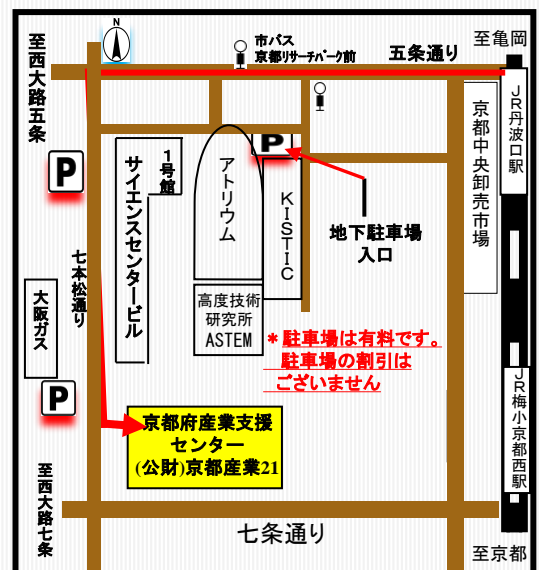 N
至西大路五条
市バス
京都リサーチパーク前
五条通り
至亀岡
JR丹波口駅
京都中央卸売市場
P
P
1号館
サイエンスセンタービル
アトリウム
KISTIC
地下駐車場
入口
七本松通り
大阪ガス
高度技術
研究所
ASTEM
*駐車場は有料です。
駐車場の割引は
ございません
P
京都府産業支援
センター
(公財)京都産業21
JR梅小京都西駅
至西大路七条
七条通り
至京都